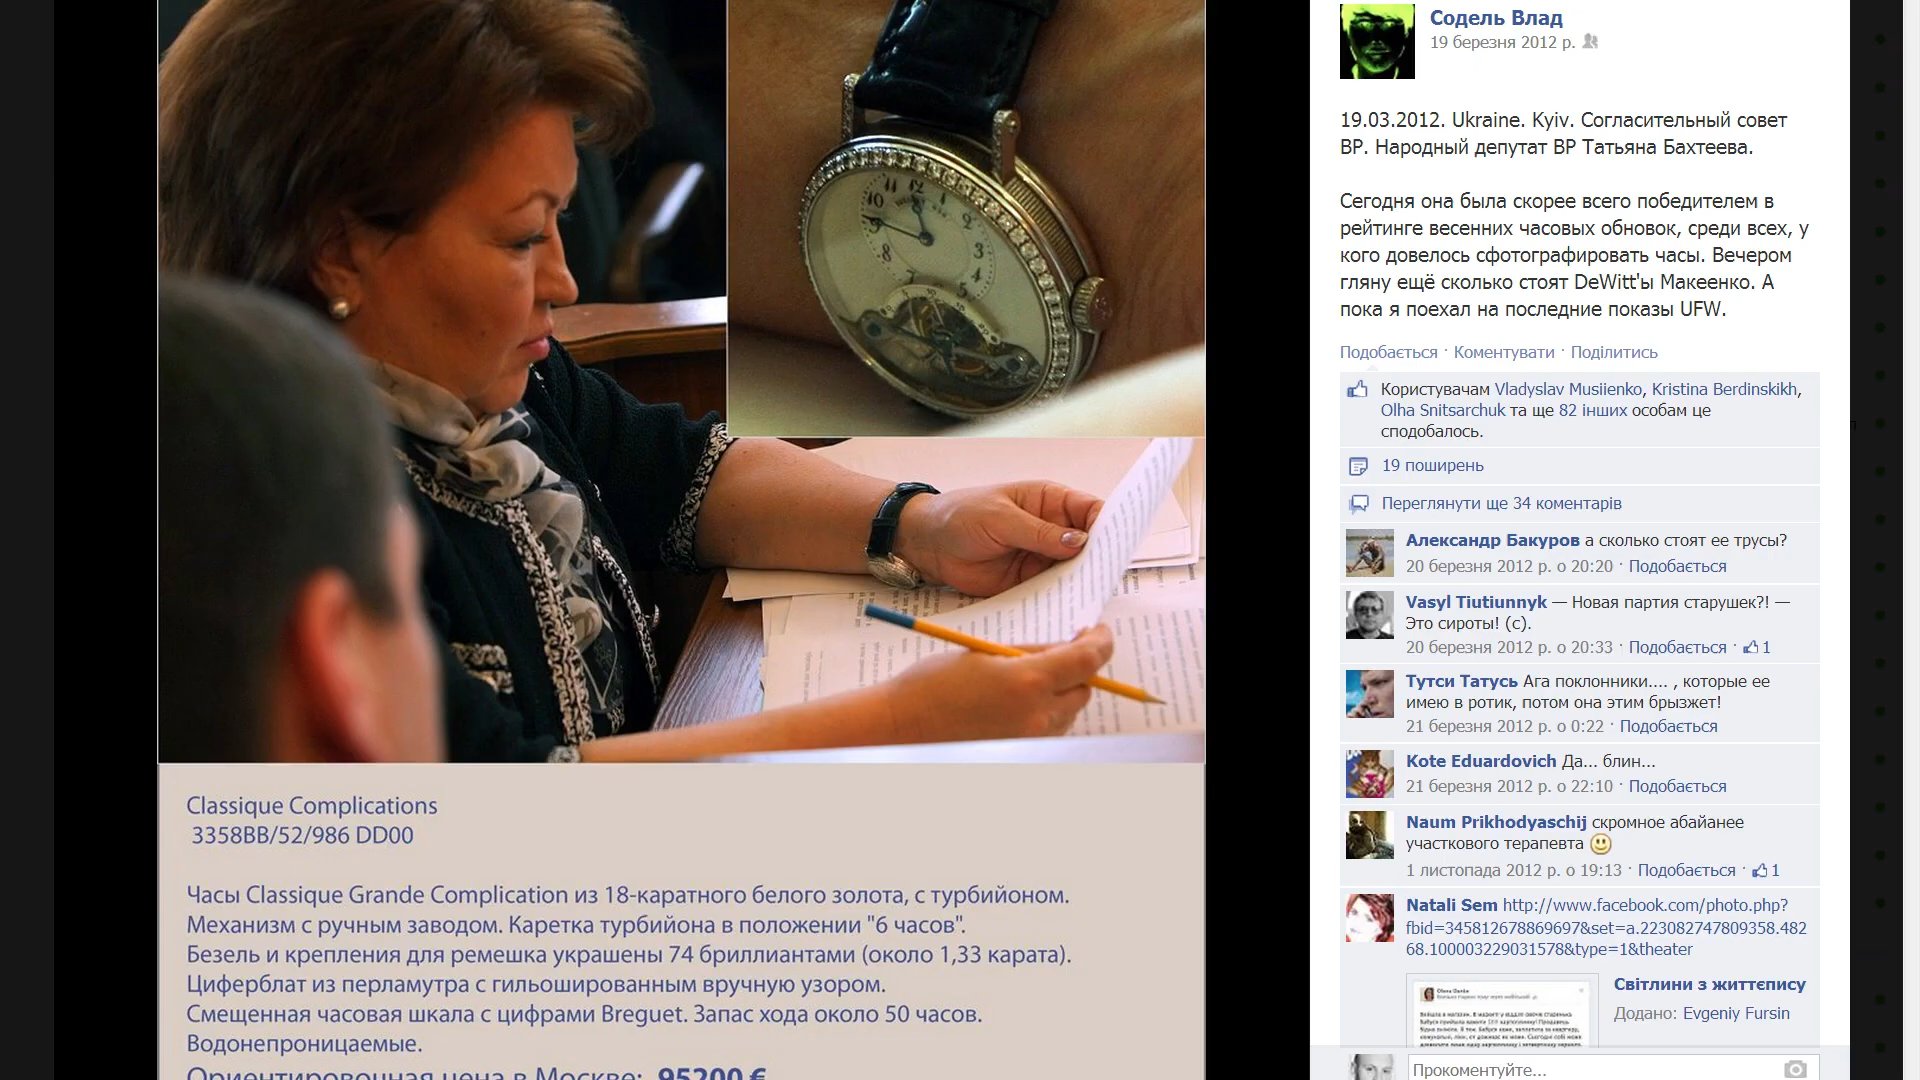 Classique Complications
3358BB/52/986 DD00
Часы Classique Grande Complication из 18-каратного белого золота, с турбийоном.
Механизм с ручным заводом. Каретка турбийона в положении "6 часов".
Безель и крепления для ремешка украшены 74 бриллиантами (около 1,33 карата).
Циферблат из перламутра с гильошированным вручную узором.
Смещенная часовая шкала с цифрами Breguet. Запас хода около 50 часов.
Водонепроницаемые.
Ориентировочная цена в Москве: 95200 €
Содель Влад
19 березня 2012 р.
19.03.2012. Ukraine. Kyiv. Согласительный совет
ВР. Народный депутат ВР Татьяна Бахтеева.
Сегодня она была скорее всего победителем в
рейтинге весенних часовых обновок, среди всех, у
кого довелось сфотографировать часы. Вечером
гляну ещё сколько стоят DeWitt'ы Макеенко. А
пока я поехал на последние показы UFW.
Подобається · Коментувати · Поділитись
Користувачам Vladyslav Musiienko, Kristina Berdinskikh,
Olha Snitsarchuk та ще 82 інших особам це
сподобалось.
19 поширень
Переглянути ще 34 коментарів
Александр Бакуров а сколько стоят ее трусы?
20 березня 2012 р. о 20:20 · Подобається
Vasyl Tiutiunnyk — Новая партия старушек?! —
Это сироты! (с).
20 березня 2012 р. о 20:33 · Подобається · 1
Тутси Татусь Ага поклонники.... , которые ее
имею в ротик, потом она этим брызжет!
21 березня 2012 р. о 0:22 · Подобається
Kote Eduardovich Да... блин...
21 березня 2012 р. о 22:10 · Подобається
Naum Prikhodyaschij скромное абайанее
участкового терапевта
1 листопада 2012 р. о 19:13 · Подобається · 1
Natali Sem http://www.facebook.com/photo.php?
fbid=345812678869697&set=a.223082747809358.482
68.100003229031578&type=1&theater
Світлини з життєпису
Додано: Evgeniy Fursin
Прокоментуйте...